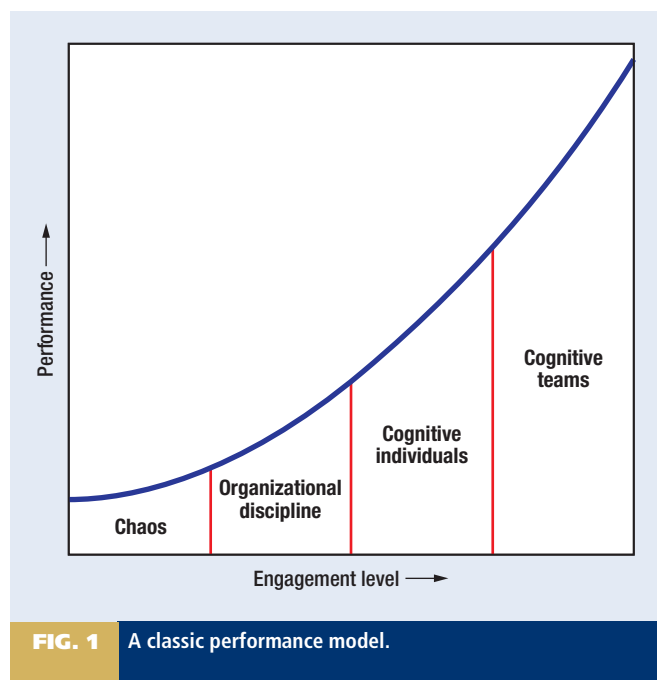 Performance
Cognitive
teams
Cognitive
individuals
Organizational
discipline
Chaos
Engagement level
FIG. 1 A classic performance model.